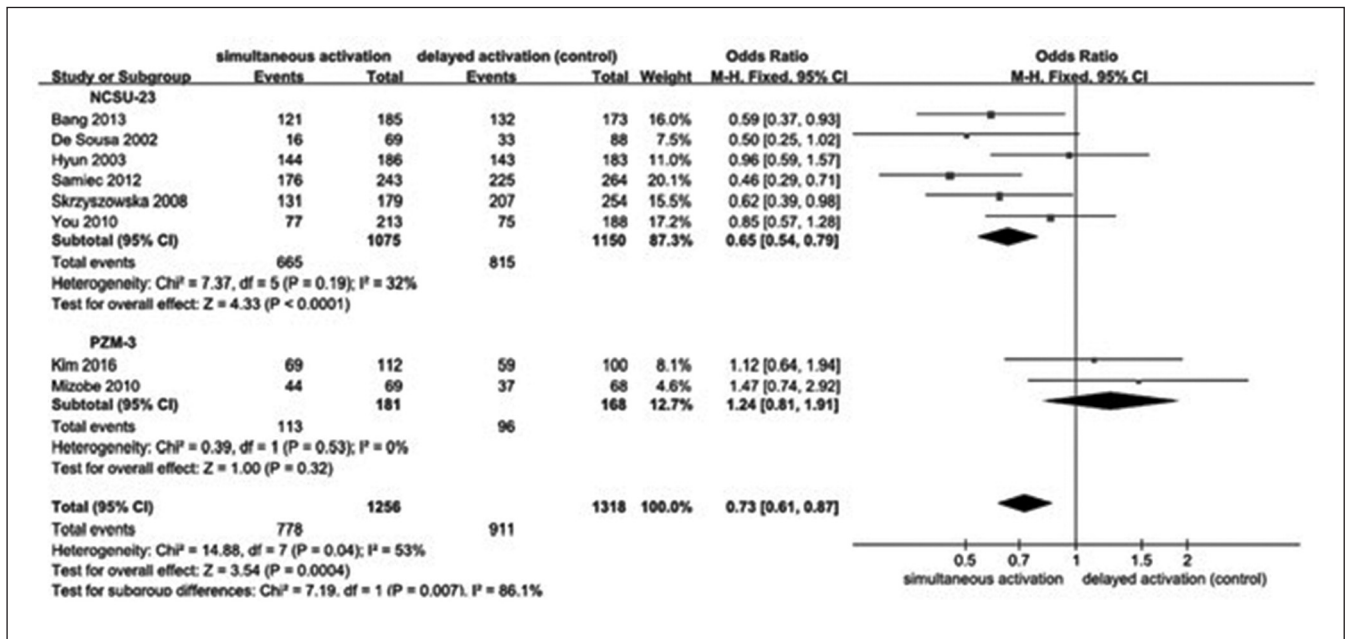 simultaneous activation delayed activation (control) Odds Ratio Odds Ratio
Study or Subgroup Events Total Events Total Weight M-H. Fixed. 95% CI M-H. Fixed. 95% CI
NCSU-23
Bang 2013 121 185 132 173 16.0% 0.59 [0.37, 0.93]
De Sousa 2002 16 69 33 88 7.5% 0.50 [0.25, 1.02]
Hyun 2003 144 186 143 183 11.0% 0.96 [0.59, 1.57]
Samiec 2012 176 243 225 264 20.1% 0.46 [0.29, 0.71]
Skrzyszowska 2008 131 179 207 254 15.5% 0.62 [0.39, 0.98]
You 2010 77 213 75 188 17.2% 0.85 [0.57, 1.28]
Subtotal (95% CI) 1075 1150 87.3% 0.65 [0.54, 0.79]
Total events 665 815
Heterogeneity: Chi² = 7.37, df = 5 (P = 0.19); I² = 32%
Test for overall effect: Z = 4.33 (P < 0.0001)
PZM-3
Kim 2016 69 112 59 100 8.1% 1.12 [0.64, 1.94]
Mizobe 2010 44 69 37 68 4.6% 1.47 [0.74, 2.92]
Subtotal (95% CI) 181 168 12.7% 1.24 [0.81, 1.91]
Total events 113 96
Heterogeneity: Chi² = 0.39, df = 1 (P = 0.53); I² = 0%
Test for overall effect: Z = 1.00 (P = 0.32)
Total (95% CI) 1256 1318 100.0% 0.73 [0.61, 0.87]
Total events 778 911
Heterogeneity: Chi² = 14.88, df = 7 (P = 0.04); I² = 53%
Test for overall effect: Z = 3.54 (P = 0.0004)
Test for subgroup differences: Chi² = 7.19, df = 1 (P = 0.007), I² = 86.1%
0.5 0.7 1 1.5 2
simultaneous activation delayed activation (control)